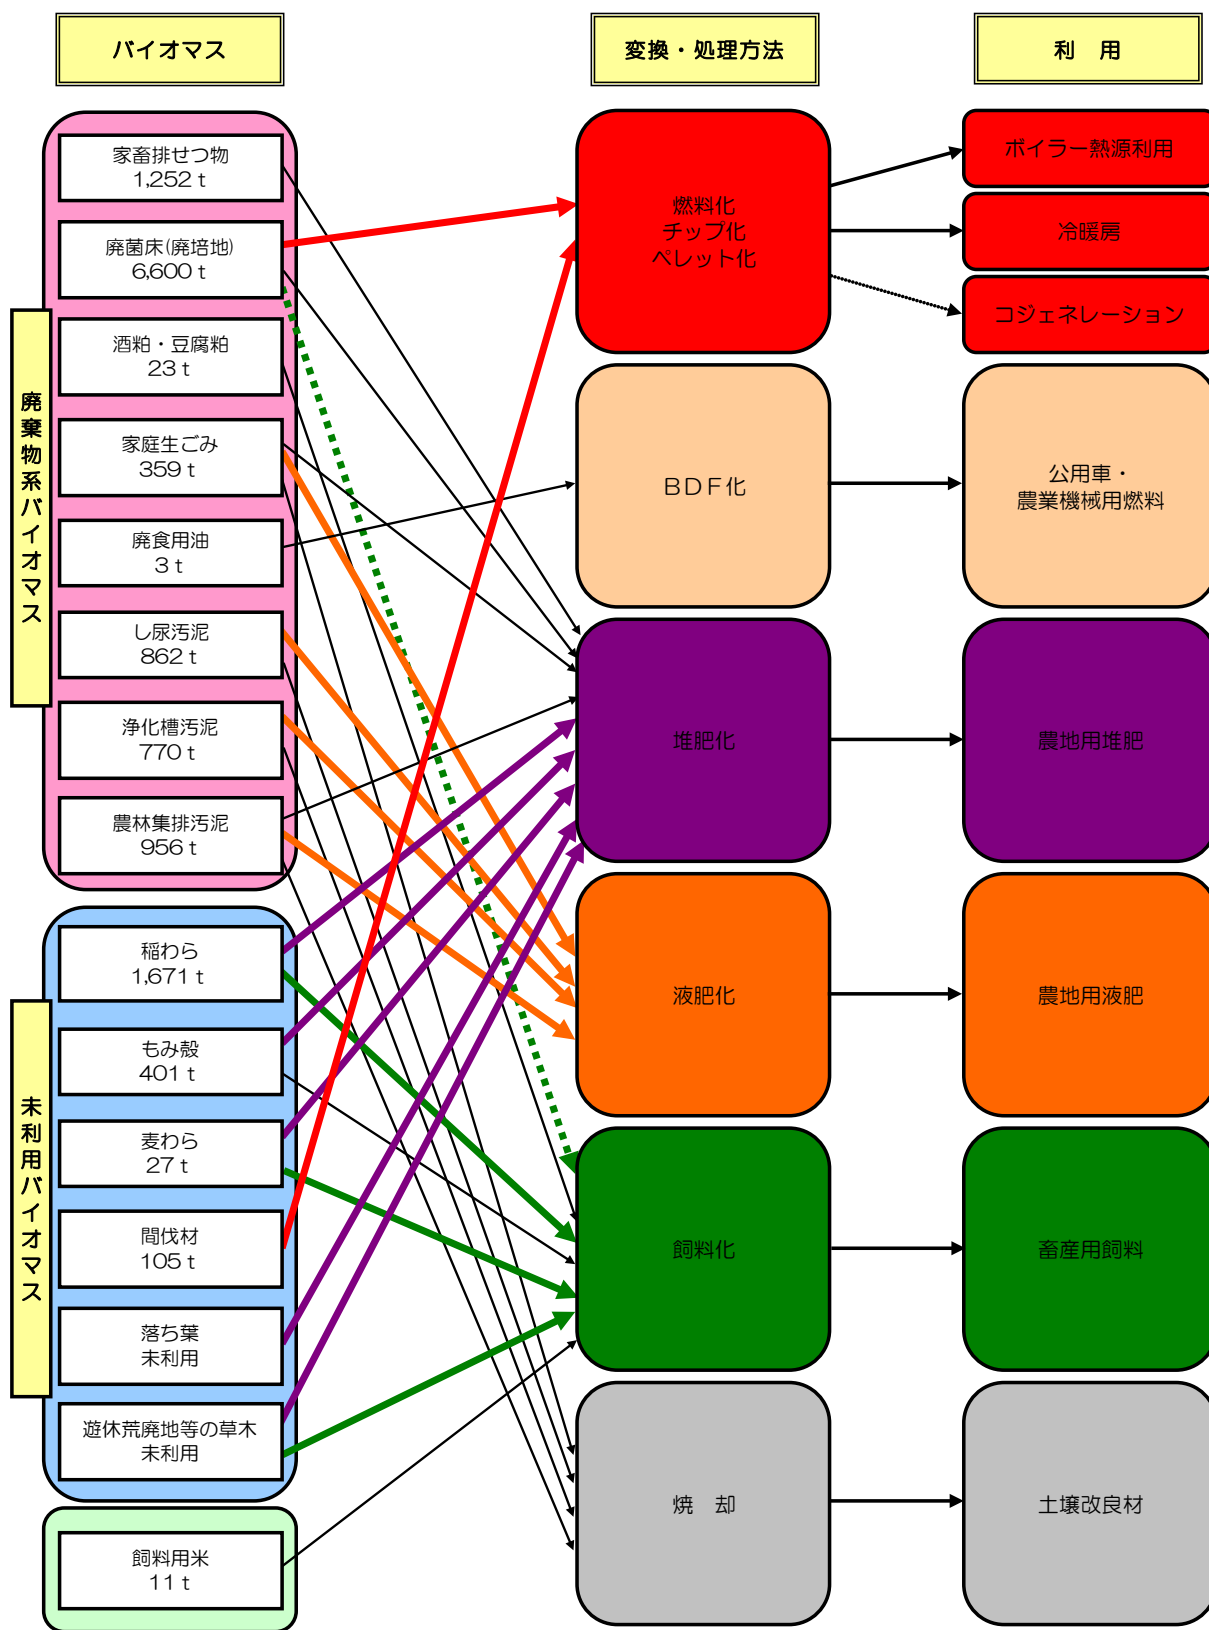 バイオマス
変換・処理方法
利　用
廃棄物系バイオマス
家畜排せつ物
1,252ｔ
廃菌床(廃培地)
6,600ｔ
酒粕・豆腐粕
23ｔ
家庭生ごみ
359ｔ
廃食用油
3ｔ
し尿汚泥
862ｔ
浄化槽汚泥
770ｔ
農林集排汚泥
956ｔ
未利用バイオマス
稲わら
1,671ｔ
もみ殻
401ｔ
麦わら
27ｔ
間伐材
105ｔ
落ち葉
未利用
遊休荒廃地等の草木
未利用
飼料用米
11ｔ
燃料化
チップ化
ペレット化
ＢＤＦ化
堆肥化
液肥化
飼料化
焼　却
ボイラー熱源利用
冷暖房
コジェネレーション
公用車・
農業機械用燃料
農地用堆肥
農地用液肥
畜産用飼料
土壌改良材